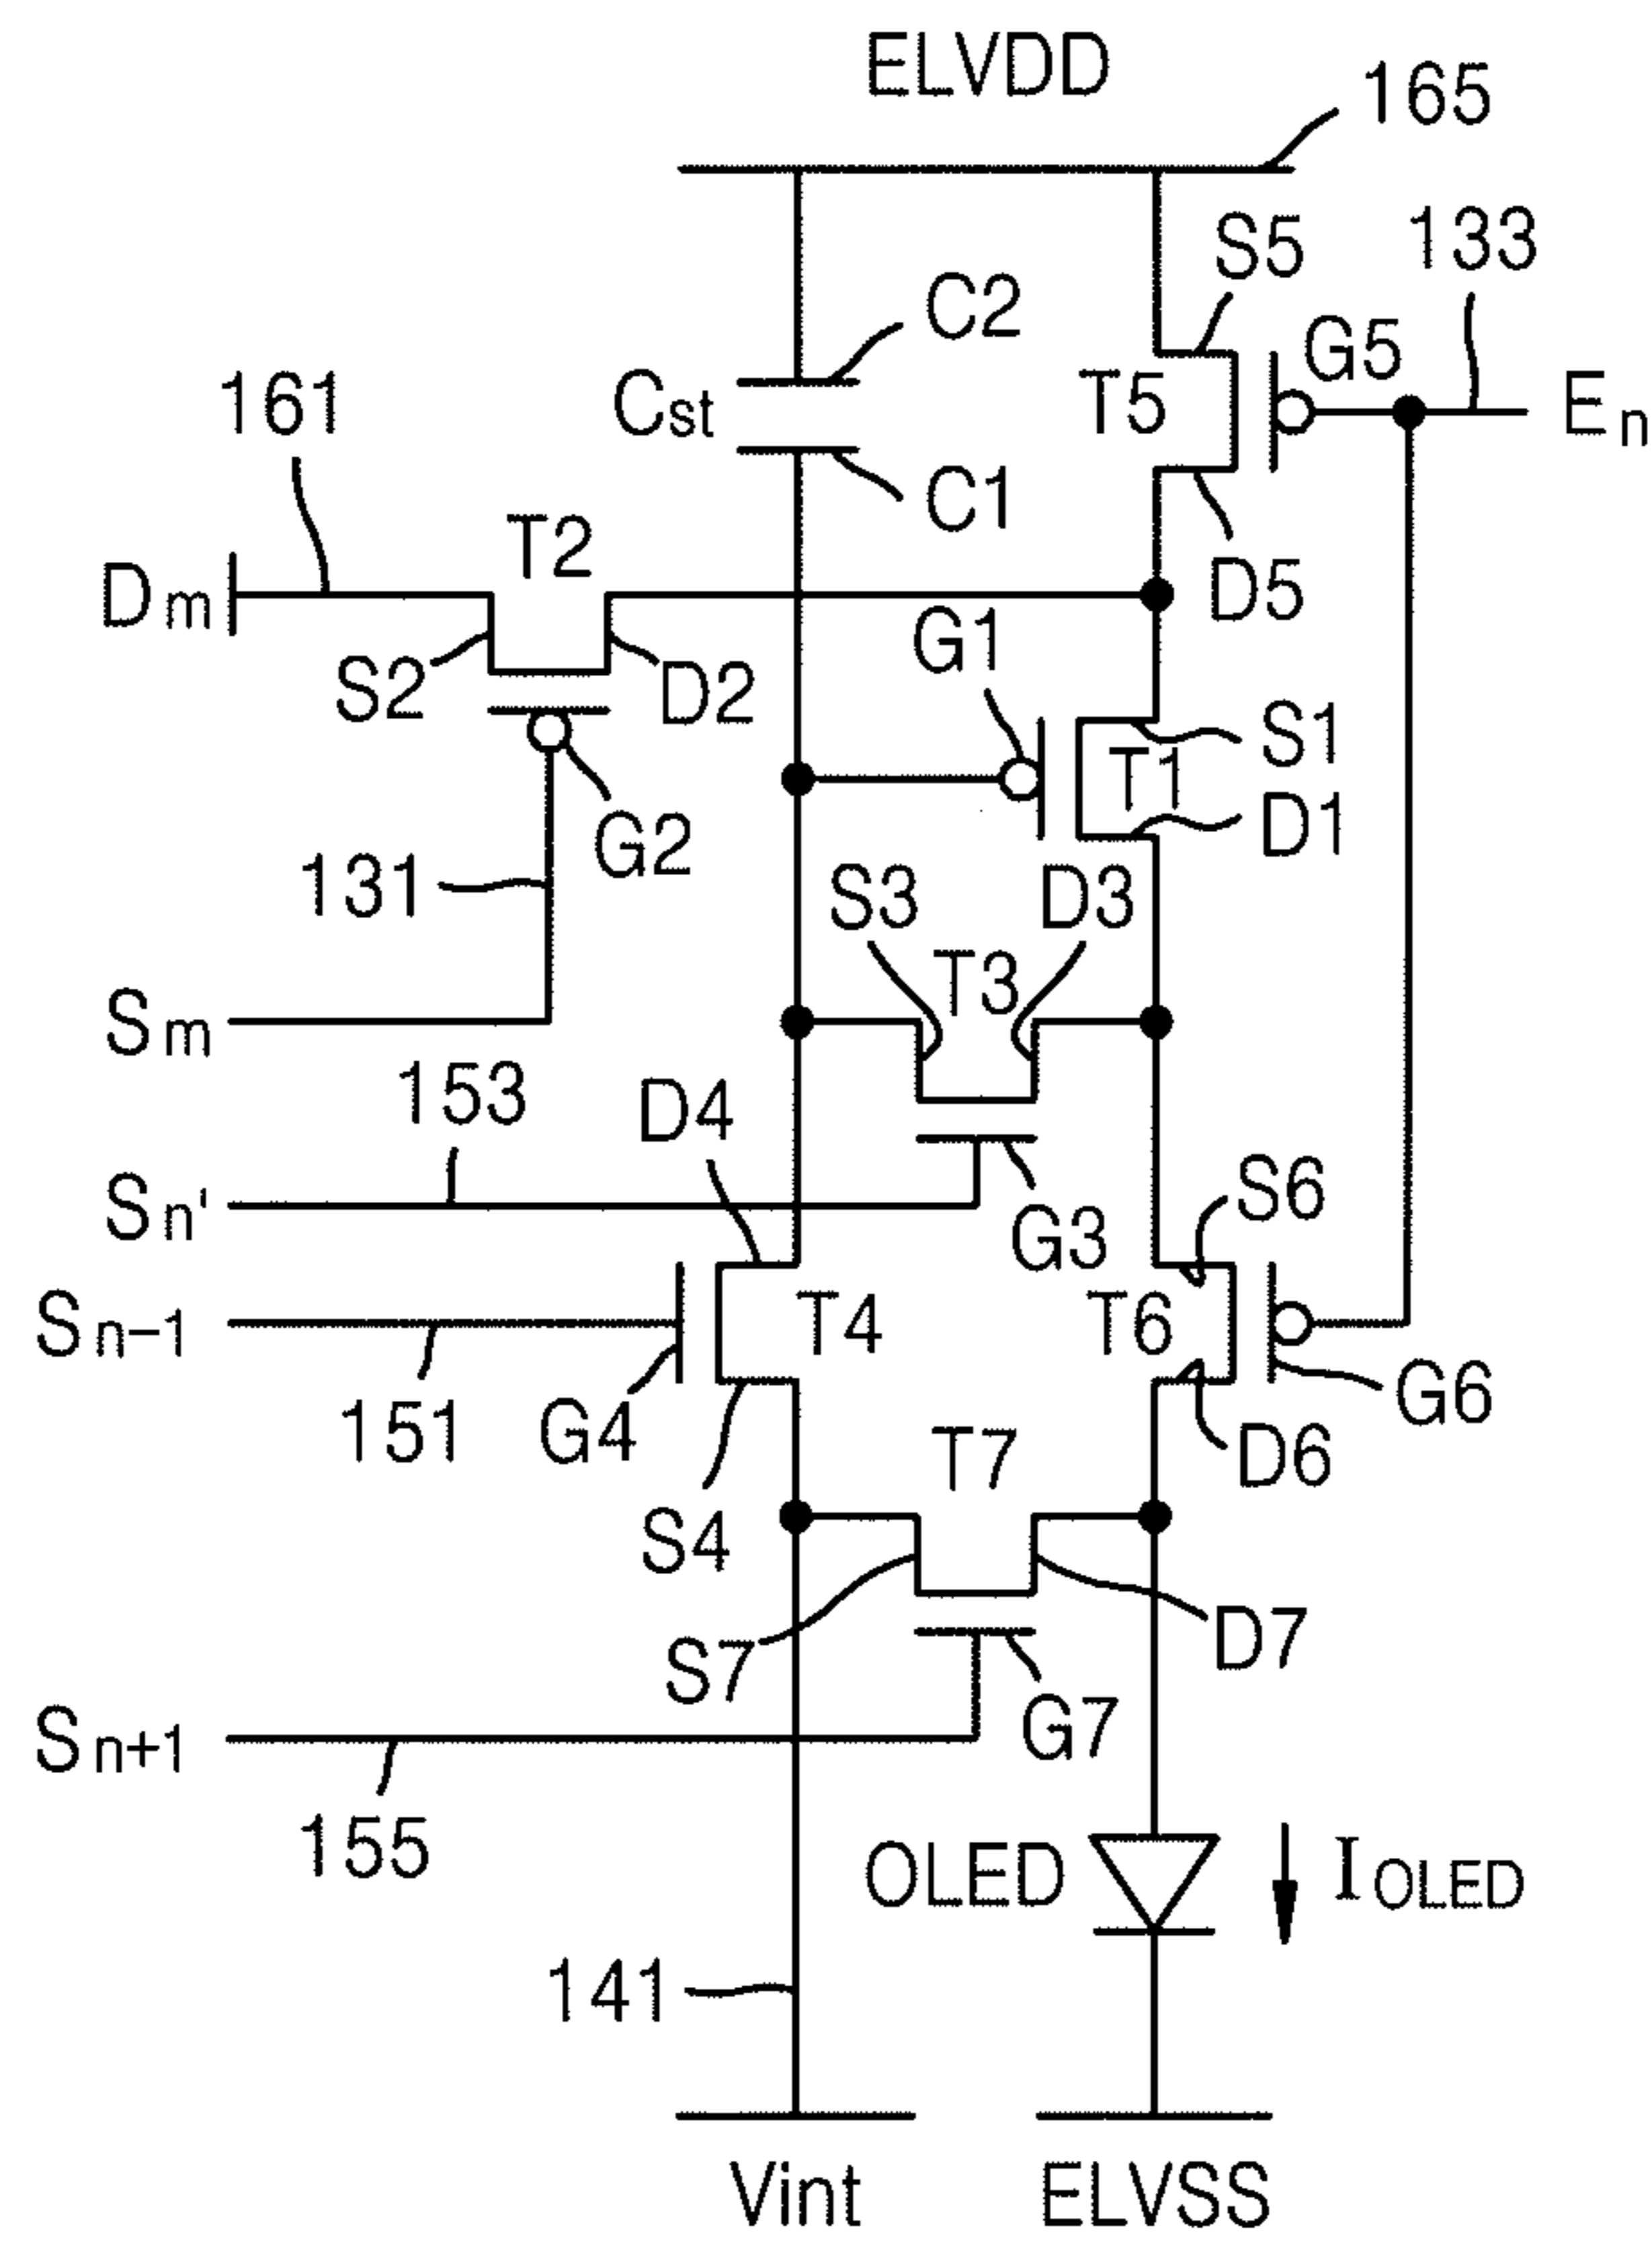 ELVDD
165
S5
133
C2
G5
161
Cst
T5
En
C1
T2
Dm
D5
G1
S2
D2
S1
T1
G2
D1
131
S3
D3
T3
Sm
153
D4
Sn'
S6
G3
Sn-1
T4
T6
151
G4
G6
T7
D6
S4
S7
D7
G7
Sn+1
155
OLED
IOLED
141
Vint
ELVSS